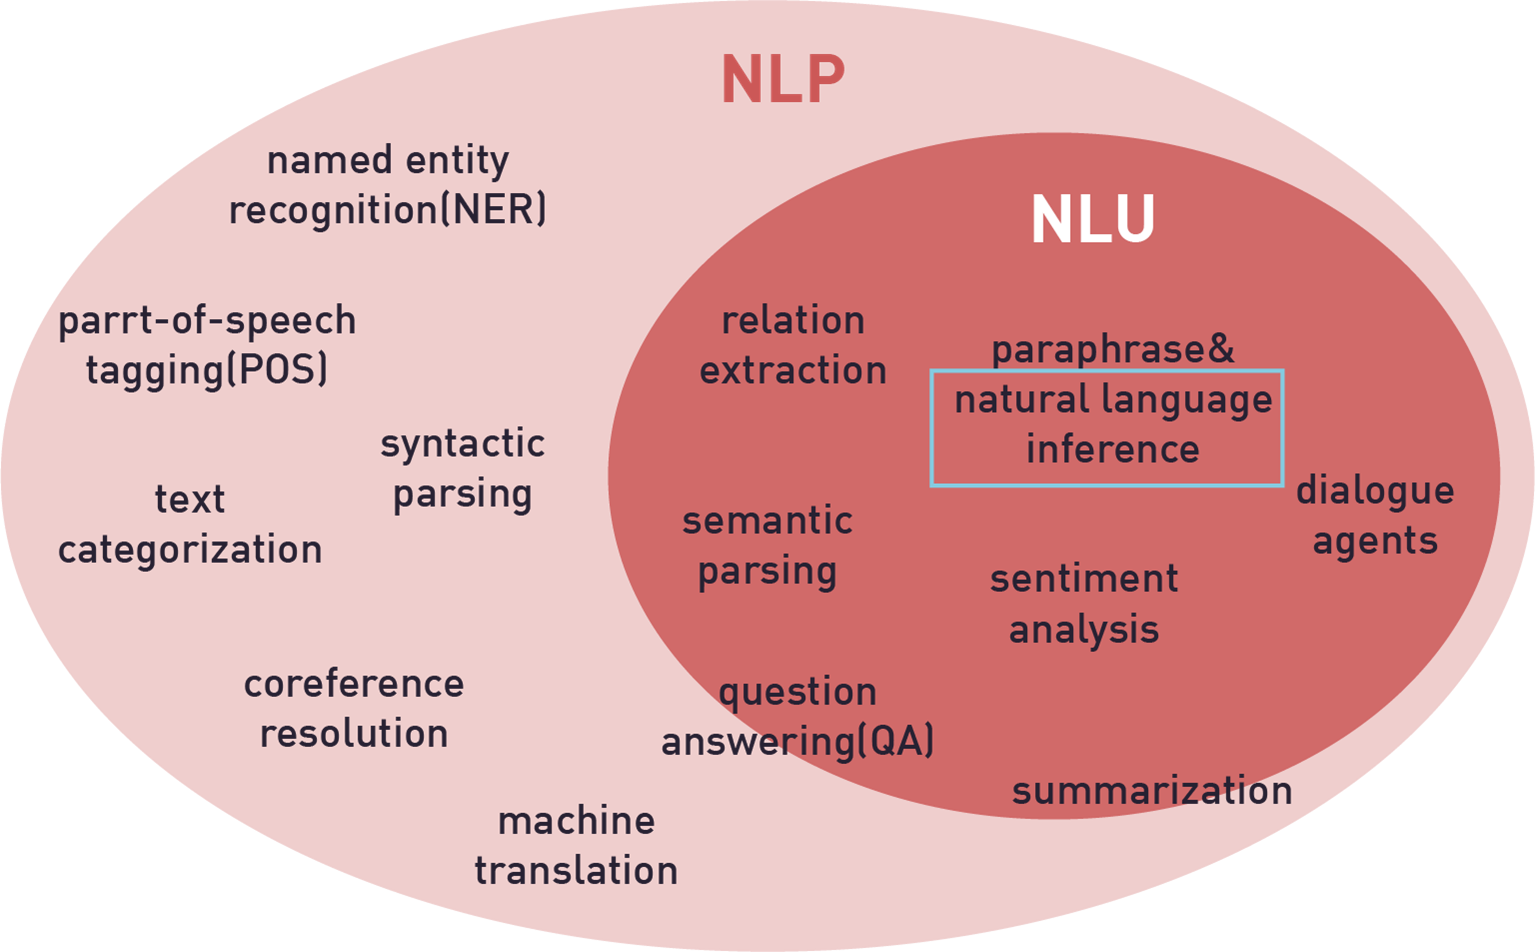 NLP
named entity
recognition(NER)
NLU
parrt-of-speech
tagging(POS)
relation
extraction
paraphrase&
natural language
inference
syntactic
parsing
text
categorization
semantic
parsing
dialogue
agents
sentiment
analysis
coreference
resolution
question
answering(QA)
summarization
machine
translation